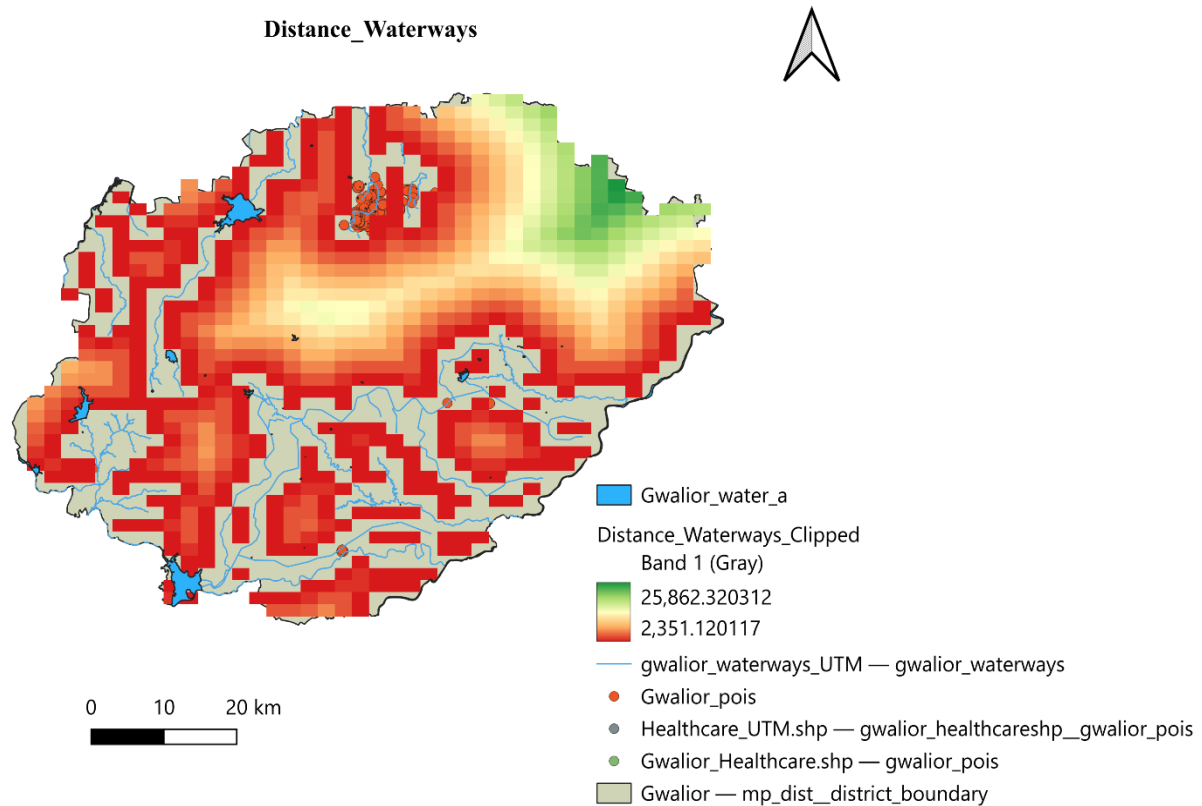 Distance_Waterways
Gwalior_water_a
Distance_Waterways_Clipped
Band 1 (Gray)
25,862.320312
2,351.120117
gwalior_waterways_UTM — gwalior_waterways
Gwalior_pois
Healthcare_UTM.shp — gwalior_healthcareshp__gwalior_pois
Gwalior_Healthcare.shp — gwalior_pois
Gwalior — mp_dist__district_boundary
0 10 20 km